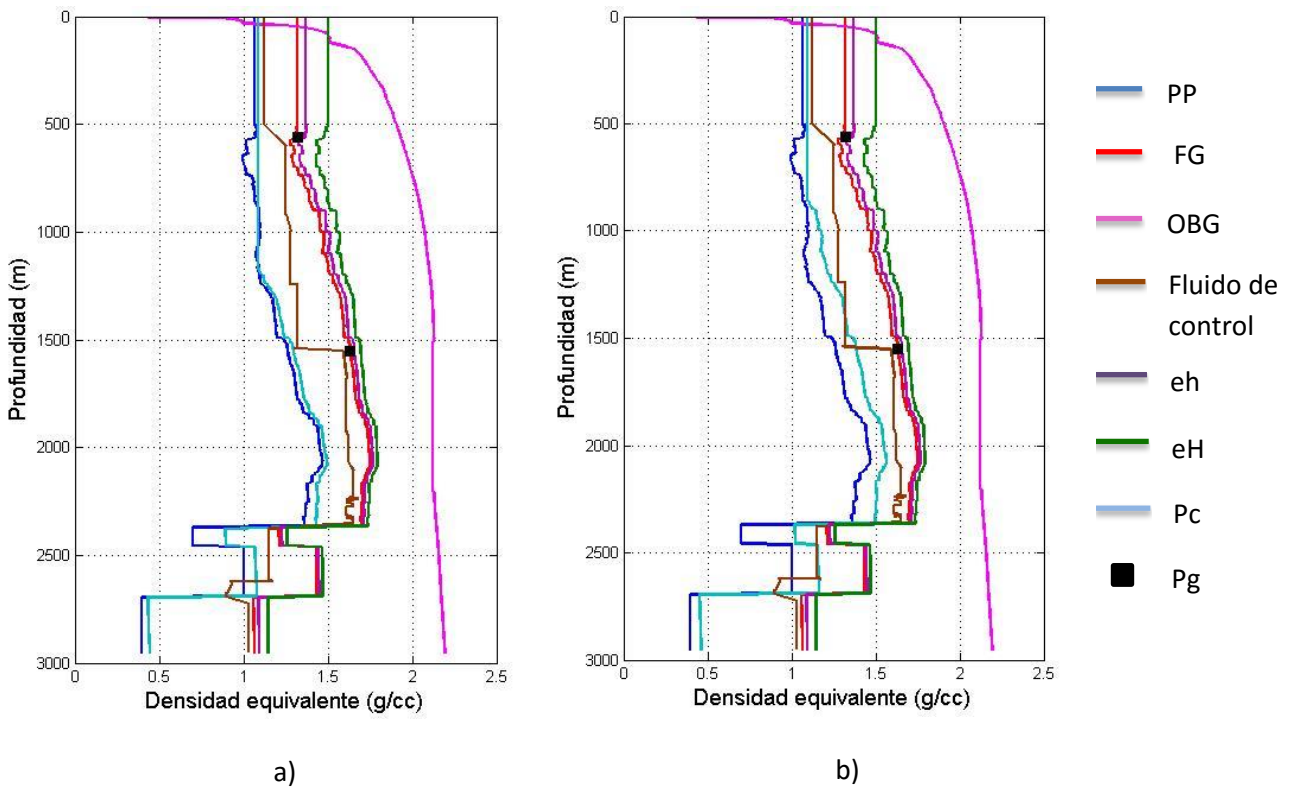 0
500
1000
1500
2000
2500
3000
Profundidad (m)
0
0.5
1
1.5
2
2.5
Densidad equivalente (g/cc)
a)
0
500
1000
1500
2000
2500
3000
Profundidad (m)
0
0.5
1
1.5
2
2.5
Densidad equivalente (g/cc)
b)
PP
FG
OBG
Fluido de
control
eh
eH
Pc
Pg